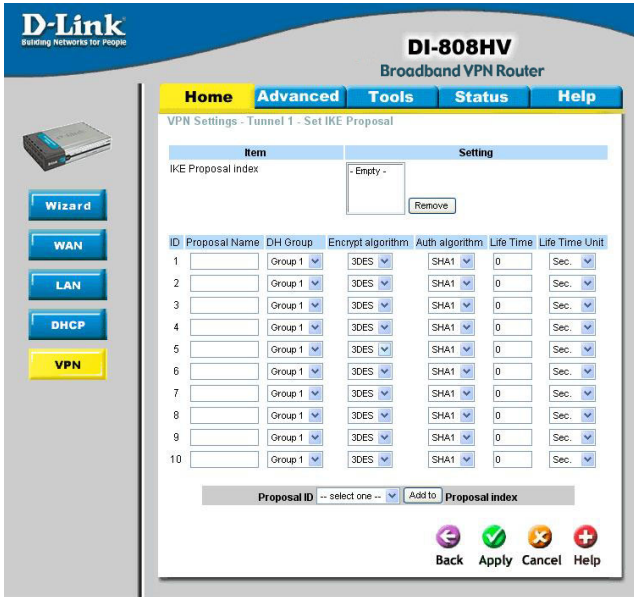 D-Link
Building Networks for People
DI-808HV
Broadband VPN Router
Home Advanced Tools Status Help
VPN Settings - Tunnel 1 - Set IKE Proposal
Item Setting
IKE Proposal index - Empty - Remove
ID Proposal Name DH Group Encrypt algorithm Auth algorithm Life Time Life Time Unit
1 Group 1 3DES SHA1 0 Sec.
2 Group 1 3DES SHA1 0 Sec.
3 Group 1 3DES SHA1 0 Sec.
4 Group 1 3DES SHA1 0 Sec.
5 Group 1 3DES SHA1 0 Sec.
6 Group 1 3DES SHA1 0 Sec.
7 Group 1 3DES SHA1 0 Sec.
8 Group 1 3DES SHA1 0 Sec.
9 Group 1 3DES SHA1 0 Sec.
10 Group 1 3DES SHA1 0 Sec.
Proposal ID -- select one -- Add to Proposal index
Back Apply Cancel Help
Wizard
WAN
LAN
DHCP
VPN